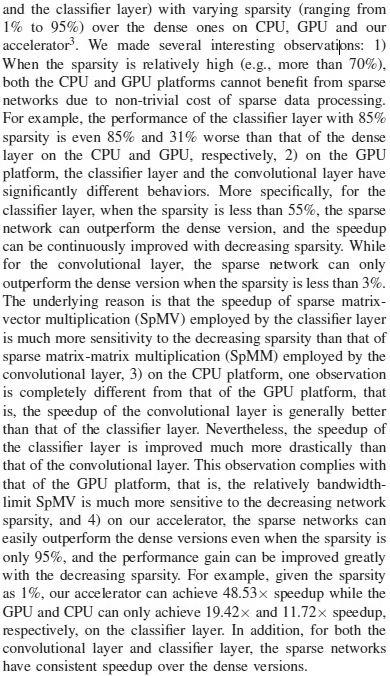 and the classifier layer) with varying sparsity (ranging from
1% to 95%) over the dense ones on CPU, GPU and our
accelerator³. We made several interesting observations: 1)
When the sparsity is relatively high (e.g., more than 70%),
both the CPU and GPU platforms cannot benefit from sparse
networks due to non-trivial cost of sparse data processing.
For example, the performance of the classifier layer with 85%
sparsity is even 85% and 31% worse than that of the dense
layer on the CPU and GPU, respectively, 2) on the GPU
platform, the classifier layer and the convolutional layer have
significantly different behaviors. More specifically, for the
classifier layer, when the sparsity is less than 55%, the sparse
network can outperform the dense version, and the speedup
can be continuously improved with decreasing sparsity. While
for the convolutional layer, the sparse network can only
outperform the dense version when the sparsity is less than 3%.
The underlying reason is that the speedup of sparse matrix-
vector multiplication (SpMV) employed by the classifier layer
is much more sensitivity to the decreasing sparsity than that of
sparse matrix-matrix multiplication (SpMM) employed by the
convolutional layer, 3) on the CPU platform, one observation
is completely different from that of the GPU platform, that
is, the speedup of the convolutional layer is generally better
than that of the classifier layer. Nevertheless, the speedup of
the classifier layer is improved much more drastically than
that of the convolutional layer. This observation complies with
that of the GPU platform, that is, the relatively bandwidth-
limit SpMV is much more sensitive to the decreasing network
sparsity, and 4) on our accelerator, the sparse networks can
easily outperform the dense versions even when the sparsity is
only 95%, and the performance gain can be improved greatly
with the decreasing sparsity. For example, given the sparsity
as 1%, our accelerator can achieve 48.53× speedup while the
GPU and CPU can only achieve 19.42× and 11.72× speedup,
respectively, on the classifier layer. In addition, for both the
convolutional layer and classifier layer, the sparse networks
have consistent speedup over the dense versions.